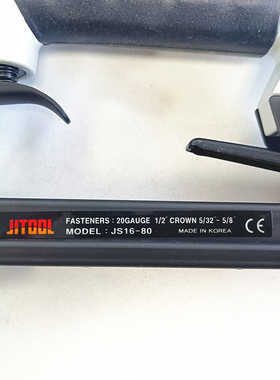 JITOOL
FASTENERS : 20GAUGE 1/2" CROWN 5/32"~ 5/8"
MODEL : JS16-80 MADE IN KOREA
CE